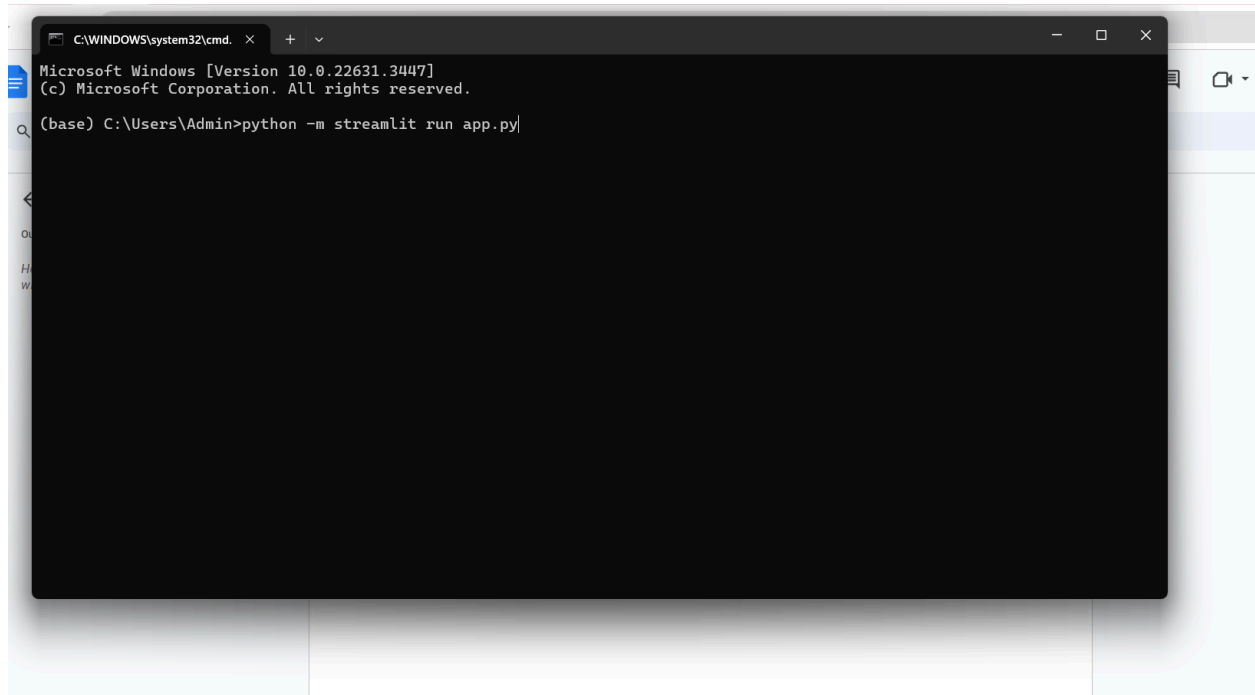 C:\WINDOWS\system32\cmd.
Microsoft Windows [Version 10.0.22631.3447]
(c) Microsoft Corporation. All rights reserved.
(base) C:\Users\Admin>python -m streamlit run app.py